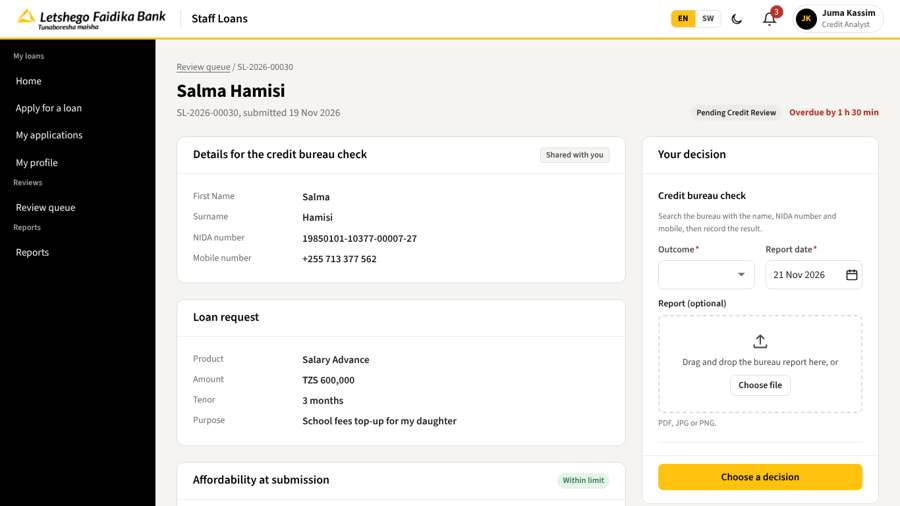 Letshego Faidika Bank
Tunaboresha maisha
Staff Loans
EN SW
3
JK
Juma Kassim
Credit Analyst
My loans
Home
Apply for a loan
My applications
My profile
Reviews
Review queue
Reports
Reports
Review queue / SL-2026-00030
Salma Hamisi
SL-2026-00030, submitted 19 Nov 2026
Pending Credit Review
Overdue by 1 h 30 min
Details for the credit bureau check
Shared with you
First Name Salma
Surname Hamisi
NIDA number 19850101-10377-00007-27
Mobile number +255 713 377 562
Loan request
Product Salary Advance
Amount TZS 600,000
Tenor 3 months
Purpose School fees top-up for my daughter
Affordability at submission
Within limit
Your decision
Credit bureau check
Search the bureau with the name, NIDA number and
mobile, then record the result.
Outcome* Report date*
21 Nov 2026
Report (optional)
Drag and drop the bureau report here, or
Choose file
PDF, JPG or PNG.
Choose a decision